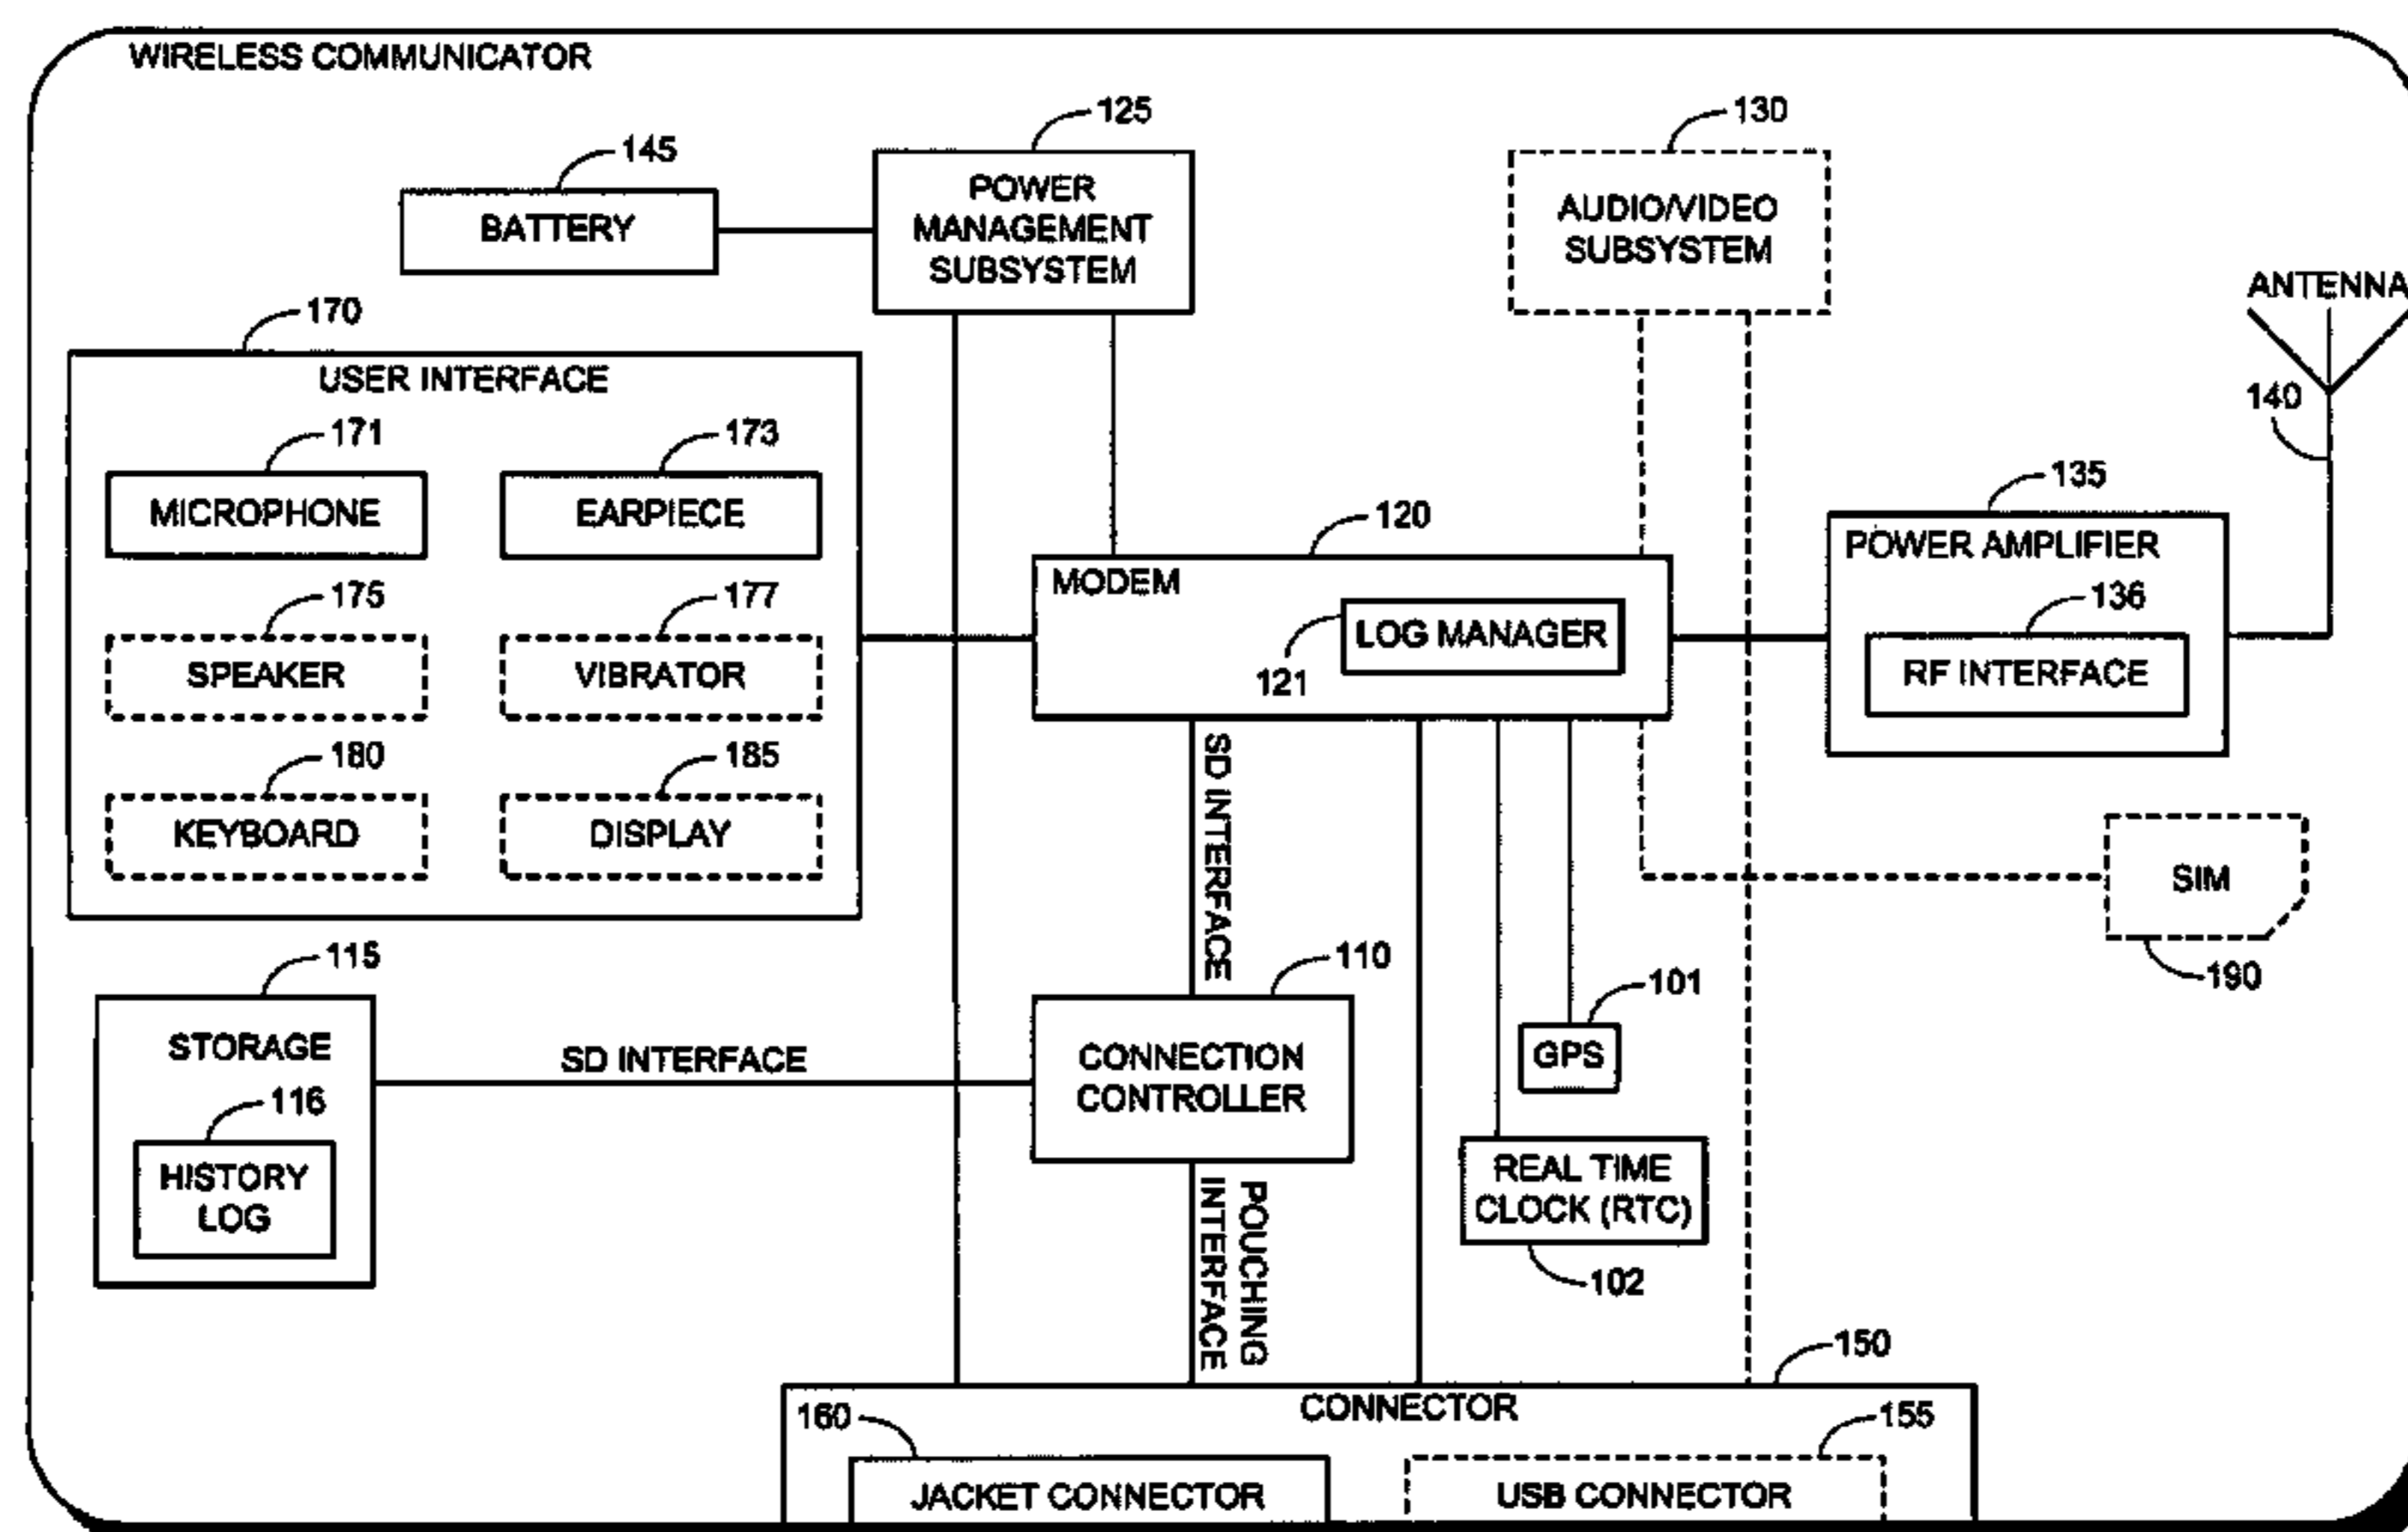 WIRELESS COMMUNICATOR
125
130
145
POWER
MANAGEMENT
SUBSYSTEM
BATTERY
AUDIO/VIDEO
SUBSYSTEM
ANTENNA
170
USER INTERFACE
140
171
173
MICROPHONE
EARPIECE
135
120
POWER AMPLIFIER
MODEM
175
177
136
LOG MANAGER
121
SPEAKER
VIBRATOR
RF INTERFACE
180
185
SD INTERFACE
KEYBOARD
DISPLAY
SIM
190
115
110
101
STORAGE
SD INTERFACE
CONNECTION
CONTROLLER
GPS
116
HISTORY
LOG
REAL TIME
CLOCK (RTC)
102
POUCHING
INTERFACE
150
CONNECTOR
160
155
JACKET CONNECTOR
USB CONNECTOR